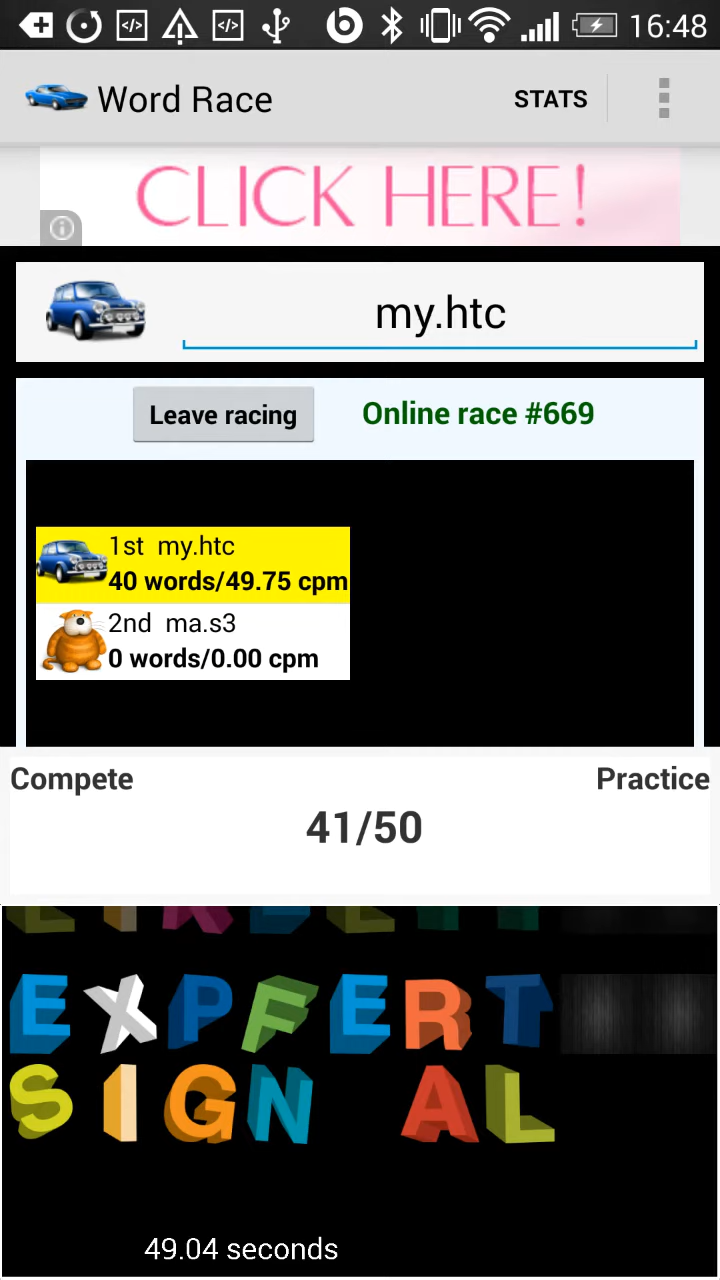 16:48
Word Race STATS
CLICK HERE!
my.htc
Leave racing Online race #669
1st my.htc
40 words/49.75 cpm
2nd ma.s3
0 words/0.00 cpm
Compete Practice
41/50
EXPFERT
SIGN AL
49.04 seconds